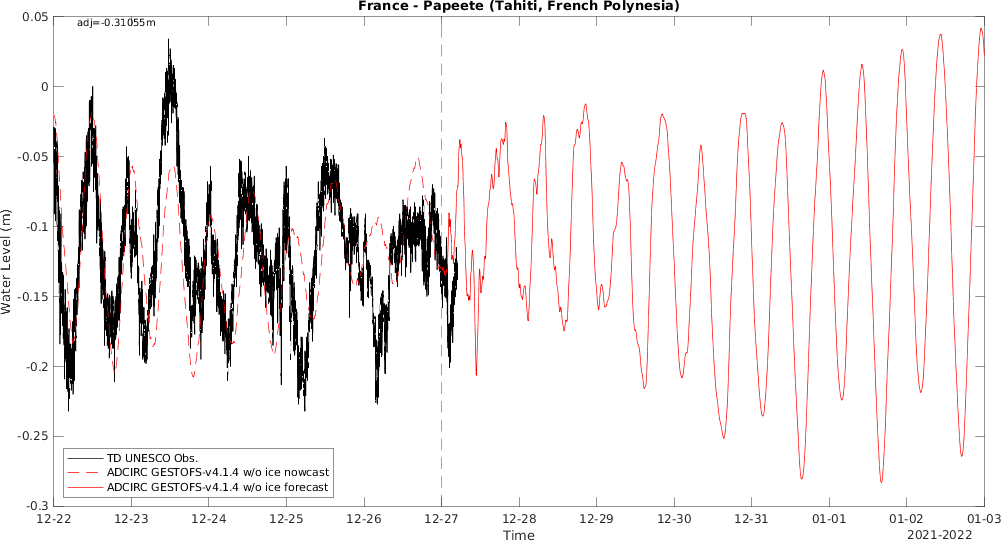 France - Papeete (Tahiti, French Polynesia)
adj=-0.31055m
0.05
0
-0.05
-0.1
-0.15
-0.2
-0.25
-0.3
Water Level (m)
TD UNESCO Obs.
ADCIRC GESTOFS-v4.1.4 w/o ice nowcast
ADCIRC GESTOFS-v4.1.4 w/o ice forecast
12-22 12-23 12-24 12-25 12-26 12-27 12-28 12-29 12-30 12-31 01-01 01-02 01-03
Time
2021-2022